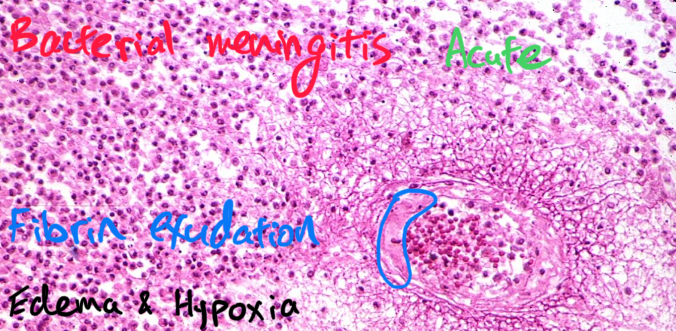 Bacterial meningitis
Acute
Fibrin exudation
Edema & Hypoxia